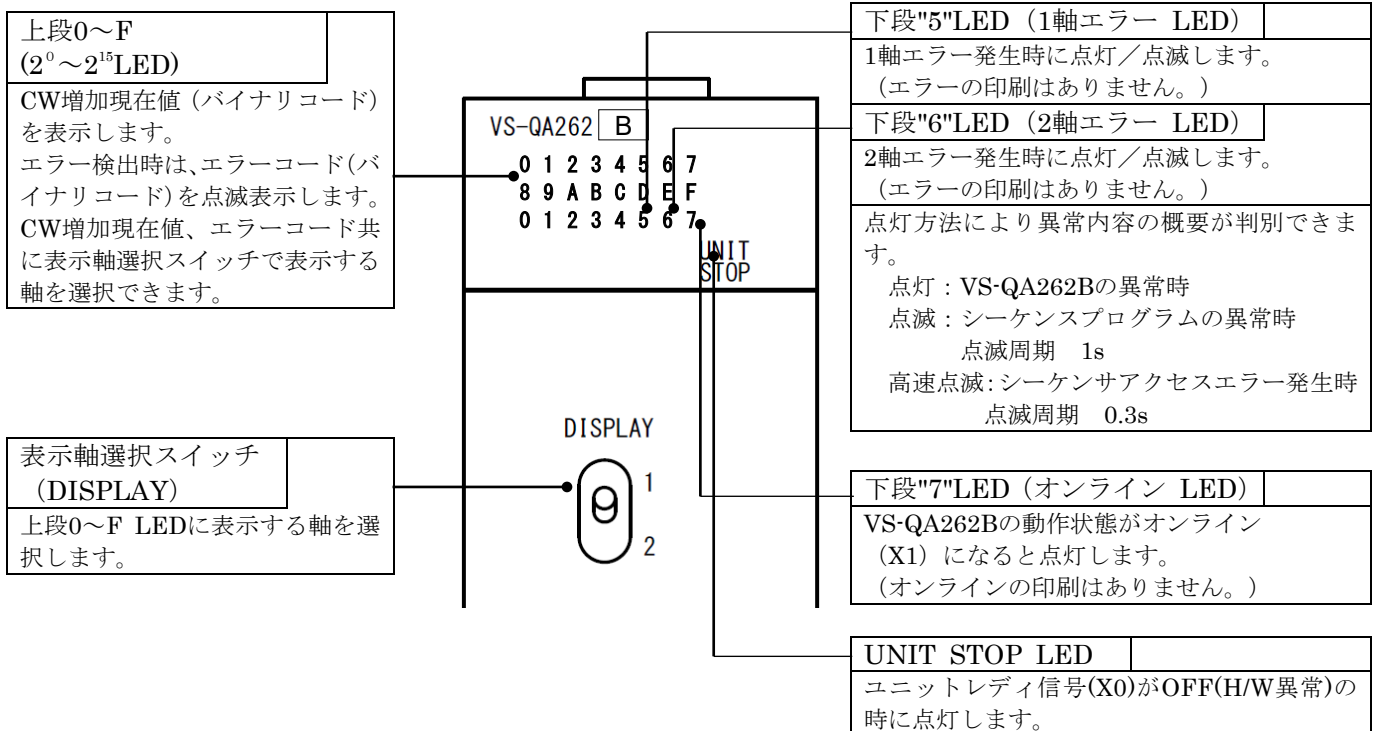 上段0～F
(2⁰～2¹⁵LED)
CW増加現在値（バイナリコード）
を表示します。
エラー検出時は、エラーコード(バ
イナリコード)を点滅表示します。
CW増加現在値、エラーコード共
に表示軸選択スイッチで表示する
軸を選択できます。
表示軸選択スイッチ
（DISPLAY）
上段0～F LEDに表示する軸を選
択します。
VS-QA262 B
0 1 2 3 4 5 6 7
8 9 A B C D E F
0 1 2 3 4 5 6 7
UNIT
STOP
DISPLAY
1
2
下段"5"LED（1軸エラー LED）
1軸エラー発生時に点灯／点滅します。
（エラーの印刷はありません。）
下段"6"LED（2軸エラー LED）
2軸エラー発生時に点灯／点滅します。
（エラーの印刷はありません。）
点灯方法により異常内容の概要が判別できま
す。
点灯：VS-QA262Bの異常時
点滅：シーケンスプログラムの異常時
点滅周期 1s
高速点滅：シーケンサアクセスエラー発生時
点滅周期 0.3s
下段"7"LED（オンライン LED）
VS-QA262Bの動作状態がオンライン
（X1）になると点灯します。
（オンラインの印刷はありません。）
UNIT STOP LED
ユニットレディ信号(X0)がOFF(H/W異常)の
時に点灯します。